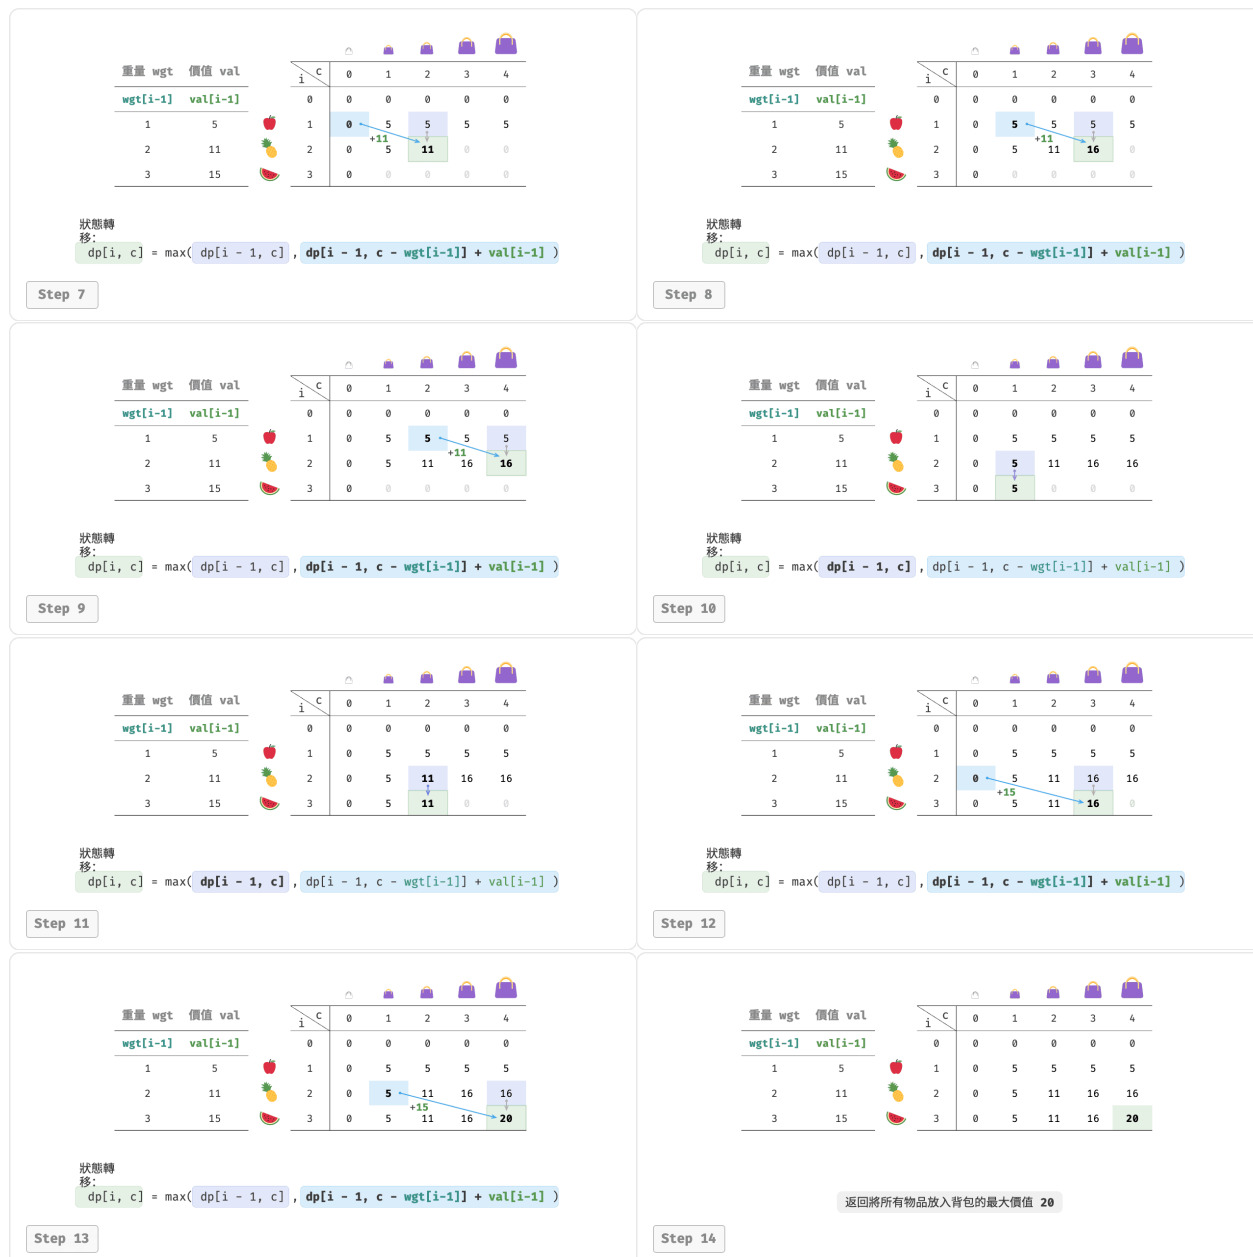 重量 wgt 價值 val
i c 0 1 2 3 4
wgt[i-1] val[i-1]
0 0 0 0 0 0
1 5
1 0 5 5 5 5
+11
2 11
2 0 5 11 0 0
3 15
3 0 0 0 0 0
狀態轉
移:
dp[i, c] = max( dp[i - 1, c] , dp[i - 1, c - wgt[i-1]] + val[i-1] )
Step 7
重量 wgt 價值 val
i c 0 1 2 3 4
wgt[i-1] val[i-1]
0 0 0 0 0 0
1 5
1 0 5 5 5 5
+11
2 11
2 0 5 11 16 0
3 15
3 0 0 0 0 0
狀態轉
移:
dp[i, c] = max( dp[i - 1, c] , dp[i - 1, c - wgt[i-1]] + val[i-1] )
Step 8
重量 wgt 價值 val
i c 0 1 2 3 4
wgt[i-1] val[i-1]
0 0 0 0 0 0
1 5
1 0 5 5 5 5
+11
2 11
2 0 5 11 16 16
3 15
3 0 0 0 0 0
狀態轉
移:
dp[i, c] = max( dp[i - 1, c] , dp[i - 1, c - wgt[i-1]] + val[i-1] )
Step 9
重量 wgt 價值 val
i c 0 1 2 3 4
wgt[i-1] val[i-1]
0 0 0 0 0 0
1 5
1 0 5 5 5 5
2 11
2 0 5 11 16 16
3 15
3 0 5 0 0 0
狀態轉
移:
dp[i, c] = max( dp[i - 1, c] , dp[i - 1, c - wgt[i-1]] + val[i-1] )
Step 10
重量 wgt 價值 val
i c 0 1 2 3 4
wgt[i-1] val[i-1]
0 0 0 0 0 0
1 5
1 0 5 5 5 5
2 11
2 0 5 11 16 16
3 15
3 0 5 11 0 0
狀態轉
移:
dp[i, c] = max( dp[i - 1, c] , dp[i - 1, c - wgt[i-1]] + val[i-1] )
Step 11
重量 wgt 價值 val
i c 0 1 2 3 4
wgt[i-1] val[i-1]
0 0 0 0 0 0
1 5
1 0 5 5 5 5
2 11
2 0 5 11 16 16
+15
3 15
3 0 5 11 16 0
狀態轉
移:
dp[i, c] = max( dp[i - 1, c] , dp[i - 1, c - wgt[i-1]] + val[i-1] )
Step 12
重量 wgt 價值 val
i c 0 1 2 3 4
wgt[i-1] val[i-1]
0 0 0 0 0 0
1 5
1 0 5 5 5 5
2 11
2 0 5 11 16 16
+15
3 15
3 0 5 11 16 20
狀態轉
移:
dp[i, c] = max( dp[i - 1, c] , dp[i - 1, c - wgt[i-1]] + val[i-1] )
Step 13
重量 wgt 價值 val
i c 0 1 2 3 4
wgt[i-1] val[i-1]
0 0 0 0 0 0
1 5
1 0 5 5 5 5
2 11
2 0 5 11 16 16
3 15
3 0 5 11 16 20
返回將所有物品放入背包的最大價值 20
Step 14